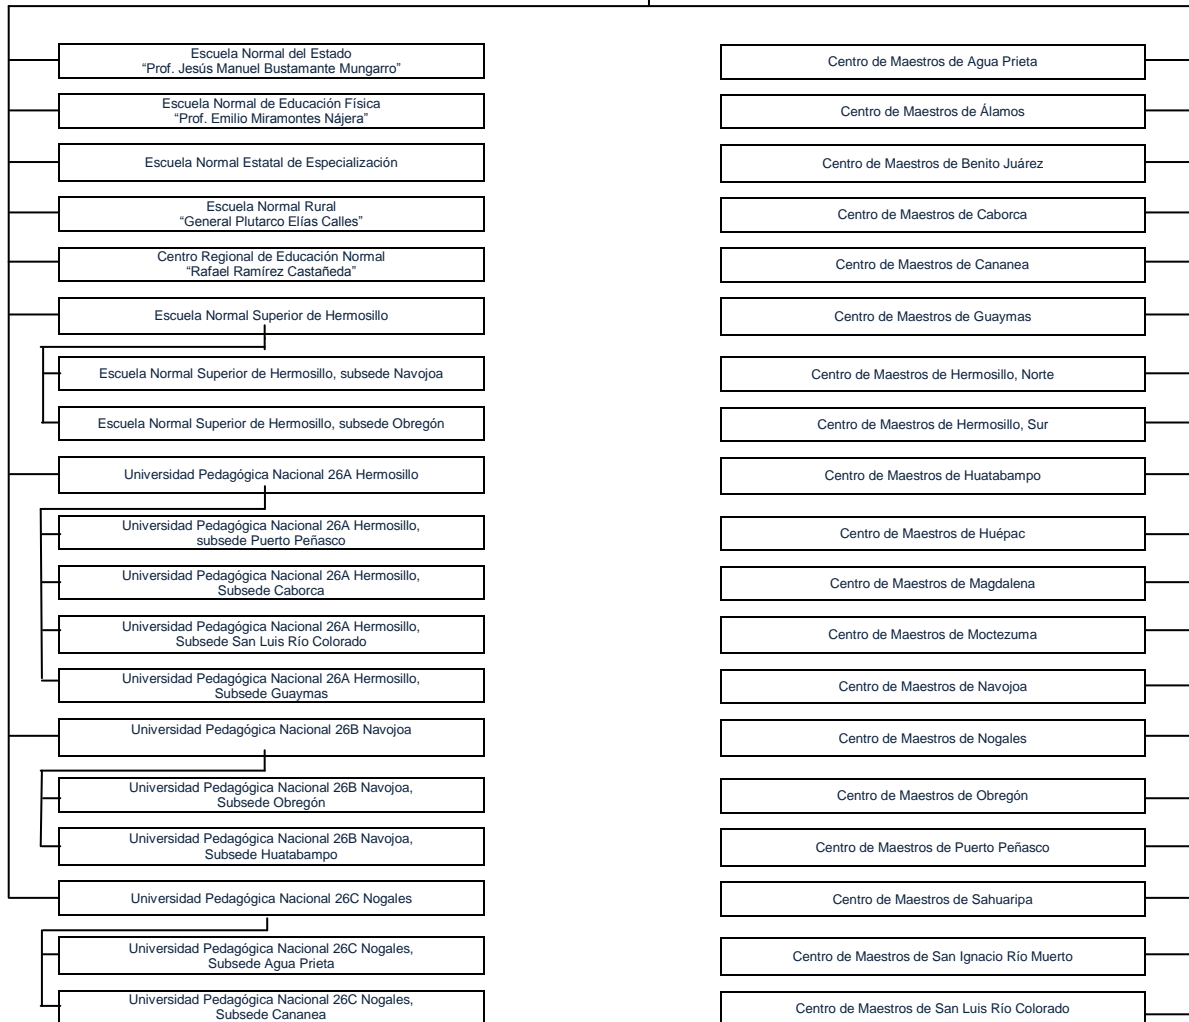 Escuela Normal del Estado
“Prof. Jesús Manuel Bustamante Mungarro”
Escuela Normal de Educación Física
“Prof. Emilio Miramontes Nájera”
Escuela Normal Estatal de Especialización
Escuela Normal Rural
“General Plutarco Elías Calles”
Centro Regional de Educación Normal
“Rafael Ramírez Castañeda”
Escuela Normal Superior de Hermosillo
Escuela Normal Superior de Hermosillo, subsede Navojoa
Escuela Normal Superior de Hermosillo, subsede Obregón
Universidad Pedagógica Nacional 26A Hermosillo
Universidad Pedagógica Nacional 26A Hermosillo,
subsede Puerto Peñasco
Universidad Pedagógica Nacional 26A Hermosillo,
Subsede Caborca
Universidad Pedagógica Nacional 26A Hermosillo,
Subsede San Luis Río Colorado
Universidad Pedagógica Nacional 26A Hermosillo,
Subsede Guaymas
Universidad Pedagógica Nacional 26B Navojoa
Universidad Pedagógica Nacional 26B Navojoa,
Subsede Obregón
Universidad Pedagógica Nacional 26B Navojoa,
Subsede Huatabampo
Universidad Pedagógica Nacional 26C Nogales
Universidad Pedagógica Nacional 26C Nogales,
Subsede Agua Prieta
Universidad Pedagógica Nacional 26C Nogales,
Subsede Cananea
Centro de Maestros de Agua Prieta
Centro de Maestros de Álamos
Centro de Maestros de Benito Juárez
Centro de Maestros de Caborca
Centro de Maestros de Cananea
Centro de Maestros de Guaymas
Centro de Maestros de Hermosillo, Norte
Centro de Maestros de Hermosillo, Sur
Centro de Maestros de Huatabampo
Centro de Maestros de Huépac
Centro de Maestros de Magdalena
Centro de Maestros de Moctezuma
Centro de Maestros de Navojoa
Centro de Maestros de Nogales
Centro de Maestros de Obregón
Centro de Maestros de Puerto Peñasco
Centro de Maestros de Sahuaripa
Centro de Maestros de San Ignacio Río Muerto
Centro de Maestros de San Luis Río Colorado